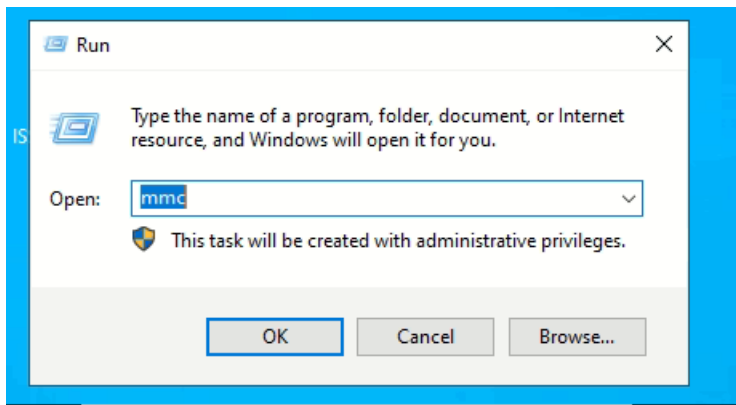 Run
Type the name of a program, folder, document, or Internet
resource, and Windows will open it for you.
IS
Open:
mmc
This task will be created with administrative privileges.
OK
Cancel
Browse...